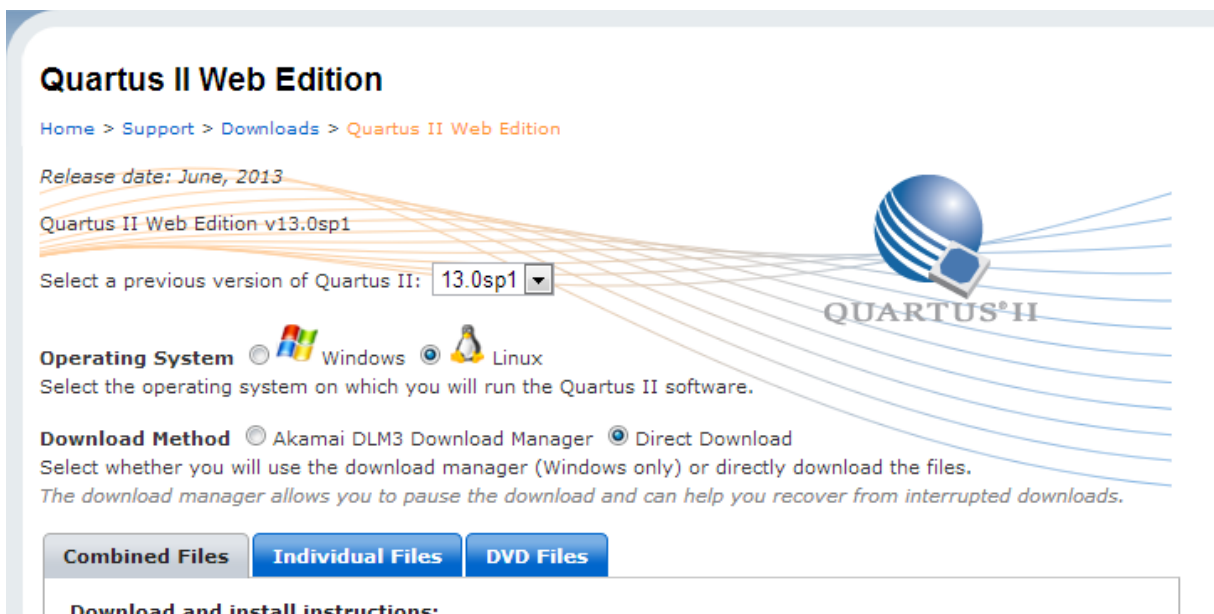 Quartus II Web Edition
Home > Support > Downloads > Quartus II Web Edition
Release date: June, 2013
Quartus II Web Edition v13.0sp1
Select a previous version of Quartus II: 13.0sp1
QUARTUS® II
Operating System Windows Linux
Select the operating system on which you will run the Quartus II software.
Download Method Akamai DLM3 Download Manager Direct Download
Select whether you will use the download manager (Windows only) or directly download the files.
The download manager allows you to pause the download and can help you recover from interrupted downloads.
Combined Files Individual Files DVD Files
Download and install instructions: